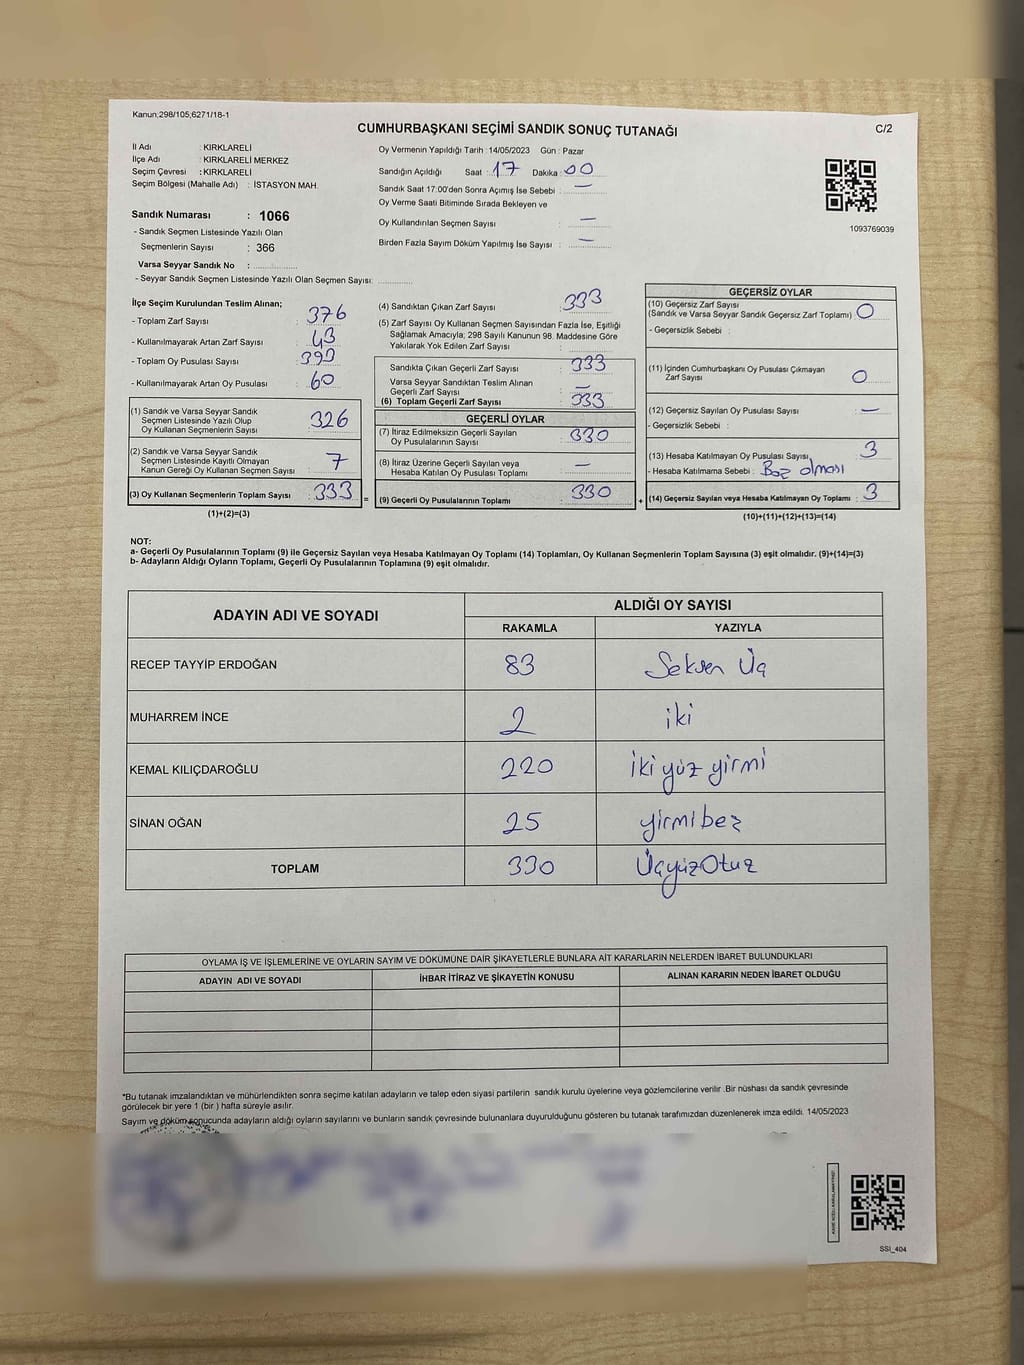 Kanun;298/105,6271/18-1
CUMHURBAŞKANI SEÇİMİ SANDIK SONUÇ TUTANAĞI
C/2
İl Adı : KIRKLARELİ
İlçe Adı : KIRKLARELİ MERKEZ
Seçim Çevresi : KIRKLARELİ
Seçim Bölgesi (Mahalle Adı) : İSTASYON MAH.
Sandık Numarası : 1066
- Sandık Seçmen Listesinde Yazılı Olan
Seçmenlerin Sayısı : 366
Varsa Seyyar Sandık No :
- Seyyar Sandık Seçmen Listesinde Yazılı Olan Seçmen Sayısı:
Oy Vermenin Yapıldığı Tarih : 14/05/2023 Gün : Pazar
Sandığın Açıldığı Saat : 17 Dakika : 00
Sandık Saat 17:00'den Sonra Açımış İse Sebebi : —
Oy Verme Saati Bitiminde Sırada Bekleyen ve
Oy Kullandırılan Seçmen Sayısı : —
Birden Fazla Sayım Döküm Yapılmış İse Sayısı : —
1093769039
İlçe Seçim Kurulundan Teslim Alınan;
- Toplam Zarf Sayısı : 376
- Kullanılmayarak Artan Zarf Sayısı : 43
- Toplam Oy Pusulası Sayısı :
- Kullanılmayarak Artan Oy Pusulası : 60
(1) Sandık ve Varsa Seyyar Sandık
Seçmen Listesinde Yazılı Olup
Oy Kullanan Seçmenlerin Sayısı : 326
(2) Sandık ve Varsa Seyyar Sandık
Seçmen Listesinde Kayıtlı Olmayan
Kanun Gereği Oy Kullanan Seçmen Sayısı : 7
(3) Oy Kullanan Seçmenlerin Toplam Sayısı : 333 =
(1)+(2)=(3)
(4) Sandıktan Çıkan Zarf Sayısı : 333
(5) Zarf Sayısı Oy Kullanan Seçmen Sayısından Fazla İse, Eşitliği
Sağlamak Amacıyla; 298 Sayılı Kanunun 98. Maddesine Göre
Yakılarak Yok Edilen Zarf Sayısı :
Sandıkta Çıkan Geçerli Zarf Sayısı : 333
Varsa Seyyar Sandıktan Teslim Alınan
Geçerli Zarf Sayısı : —
(6) Toplam Geçerli Zarf Sayısı : 333
GEÇERLİ OYLAR
(7) İtiraz Edilmeksizin Geçerli Sayılan
Oy Pusulalarının Sayısı : 330
(8) İtiraz Üzerine Geçerli Sayılan veya
Hesaba Katılan Oy Pusulası Toplamı : —
(9) Geçerli Oy Pusulalarının Toplamı : 330 +
GEÇERSİZ OYLAR
(10) Geçersiz Zarf Sayısı
(Sandık ve Varsa Seyyar Sandık Geçersiz Zarf Toplamı) : 0
- Geçersizlik Sebebi :
(11) İçinden Cumhurbaşkanı Oy Pusulası Çıkmayan
Zarf Sayısı : 0
(12) Geçersiz Sayılan Oy Pusulası Sayısı : —
- Geçersizlik Sebebi :
(13) Hesaba Katılmayan Oy Pusulası Sayısı : 3
- Hesaba Katılmama Sebebi : Boş olması
(14) Geçersiz Sayılan veya Hesaba Katılmayan Oy Toplamı : 3
(10)+(11)+(12)+(13)=(14)
NOT:
a- Geçerli Oy Pusulalarının Toplamı (9) ile Geçersiz Sayılan veya Hesaba Katılmayan Oy Toplamı (14) Toplamları, Oy Kullanan Seçmenlerin Toplam Sayısına (3) eşit olmalıdır. (9)+(14)=(3)
b- Adayların Aldığı Oyların Toplamı, Geçerli Oy Pusulalarının Toplamına (9) eşit olmalıdır.
ADAYIN ADI VE SOYADI
ALDIĞI OY SAYISI
RAKAMLA YAZIYLA
RECEP TAYYİP ERDOĞAN 83 Seksen Üç
MUHARREM İNCE 2 iki
KEMAL KILIÇDAROĞLU 220 iki yüz yirmi
SİNAN OĞAN 25 yirmibeş
TOPLAM 330 ÜçyüzOtuz
OYLAMA İŞ VE İŞLEMLERİNE VE OYLARIN SAYIM VE DÖKÜMÜNE DAİR ŞİKAYETLERLE BUNLARA AİT KARARLARIN NELERDEN İBARET BULUNDUKLARI
ADAYIN ADI VE SOYADI İHBAR İTİRAZ VE ŞİKAYETİN KONUSU ALINAN KARARIN NEDEN İBARET OLDUĞU
*Bu tutanak imzalandıktan ve mühürlendikten sonra seçime katılan adayların ve talep eden siyasi partilerin sandık kurulu üyelerine veya gözlemcilerine verilir .Bir nüshası da sandık çevresinde
görülecek bir yere 1 (bir ) hafta süreyle asılır.
Sayım ve döküm sonucunda adayların aldığı oyların sayılarını ve bunların sandık çevresinde bulunanlara duyurulduğunu gösteren bu tutanak tarafımızdan düzenlenerek imza edildi. 14/05/2023
SSI_404